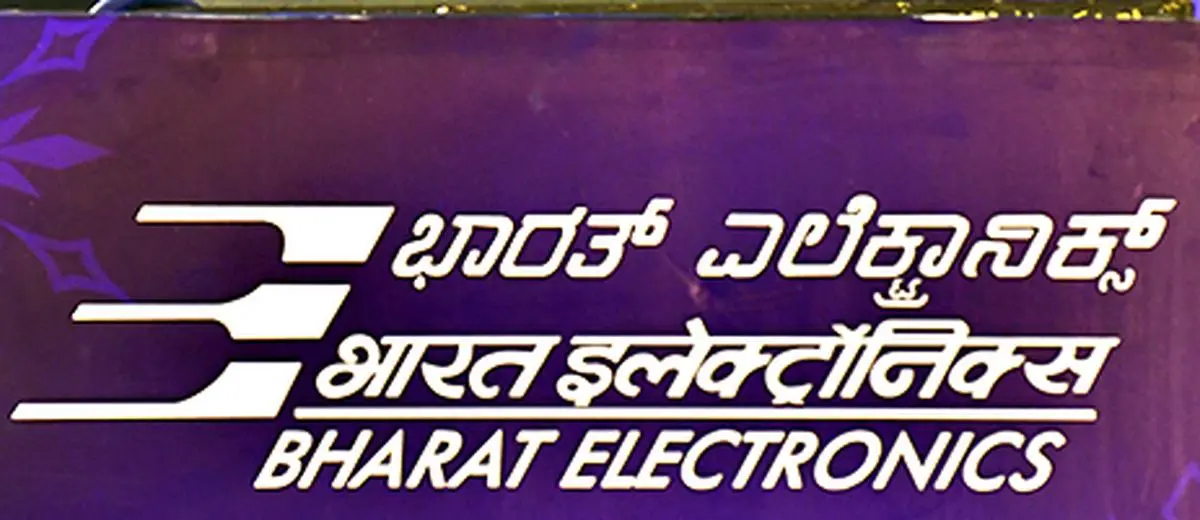 ಭಾರತ್ ಎಲೆಕ್ಟ್ರಾನಿಕ್ಸ್
भारत इलेक्ट्रॉनिक्स
BHARAT ELECTRONICS